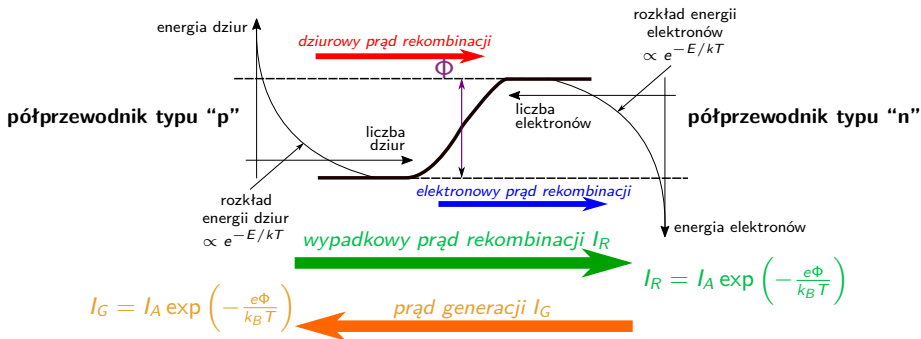 energia dziur
dziurowy prąd rekombinacji
Φ
rozkład energii
elektronów
∝ e^{−E/kT}
półprzewodnik typu “p”
liczba
dziur
liczba
elektronów
półprzewodnik typu “n”
rozkład
energii dziur
∝ e^{−E/kT}
elektronowy prąd rekombinacji
energia elektronów
wypadkowy prąd rekombinacji I_R
I_R = I_A exp(−eΦ/k_B T)
I_G = I_A exp(−eΦ/k_B T)
prąd generacji I_G